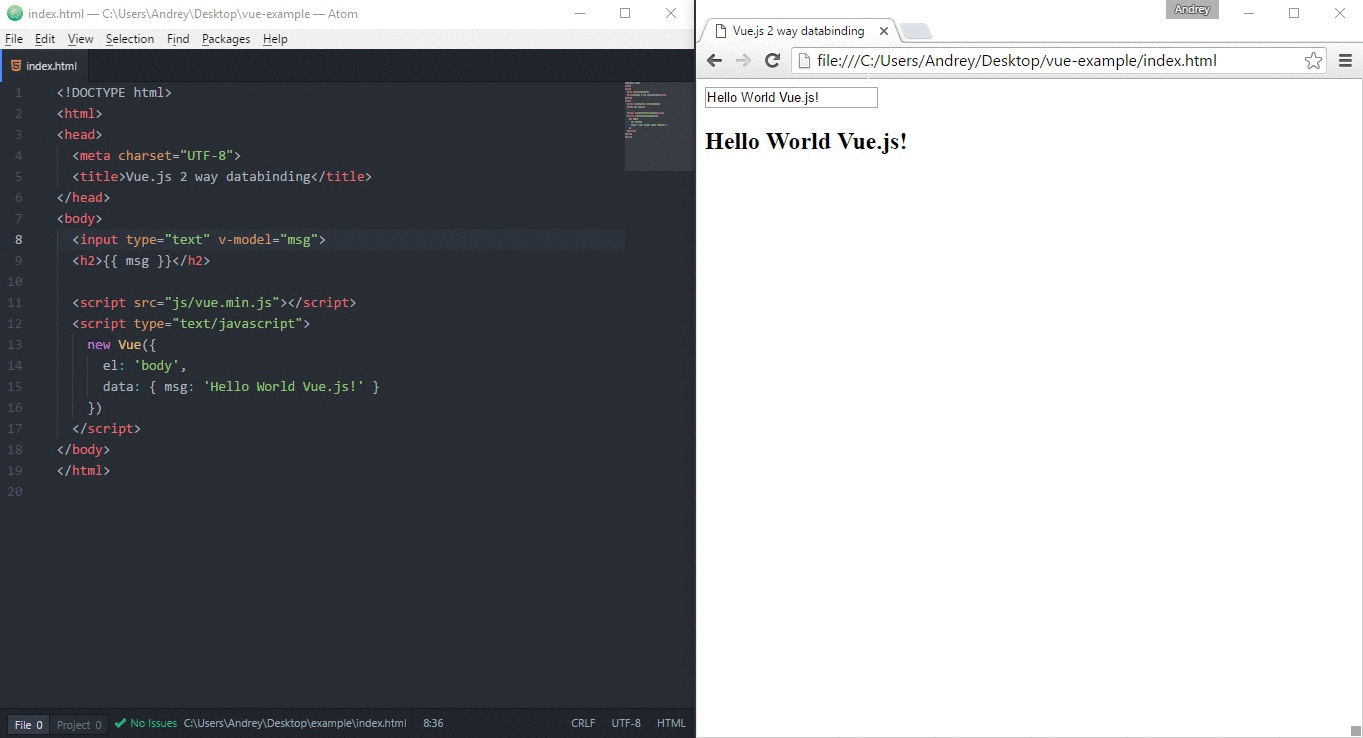 index.html — C:\Users\Andrey\Desktop\vue-example — Atom
File Edit View Selection Find Packages Help
index.html
1 <!DOCTYPE html>
2 <html>
3 <head>
4 <meta charset="UTF-8">
5 <title>Vue.js 2 way databinding</title>
6 </head>
7 <body>
8 <input type="text" v-model="msg">
9 <h2>{{ msg }}</h2>
10
11 <script src="js/vue.min.js"></script>
12 <script type="text/javascript">
13 new Vue({
14 el: 'body',
15 data: { msg: 'Hello World Vue.js!' }
16 })
17 </script>
18 </body>
19 </html>
20
File 0 Project 0 No Issues C:\Users\Andrey\Desktop\example\index.html 8:36 CRLF UTF-8 HTML
Andrey
Vue.js 2 way databinding
file:///C:/Users/Andrey/Desktop/vue-example/index.html
Hello World Vue.js!
Hello World Vue.js!